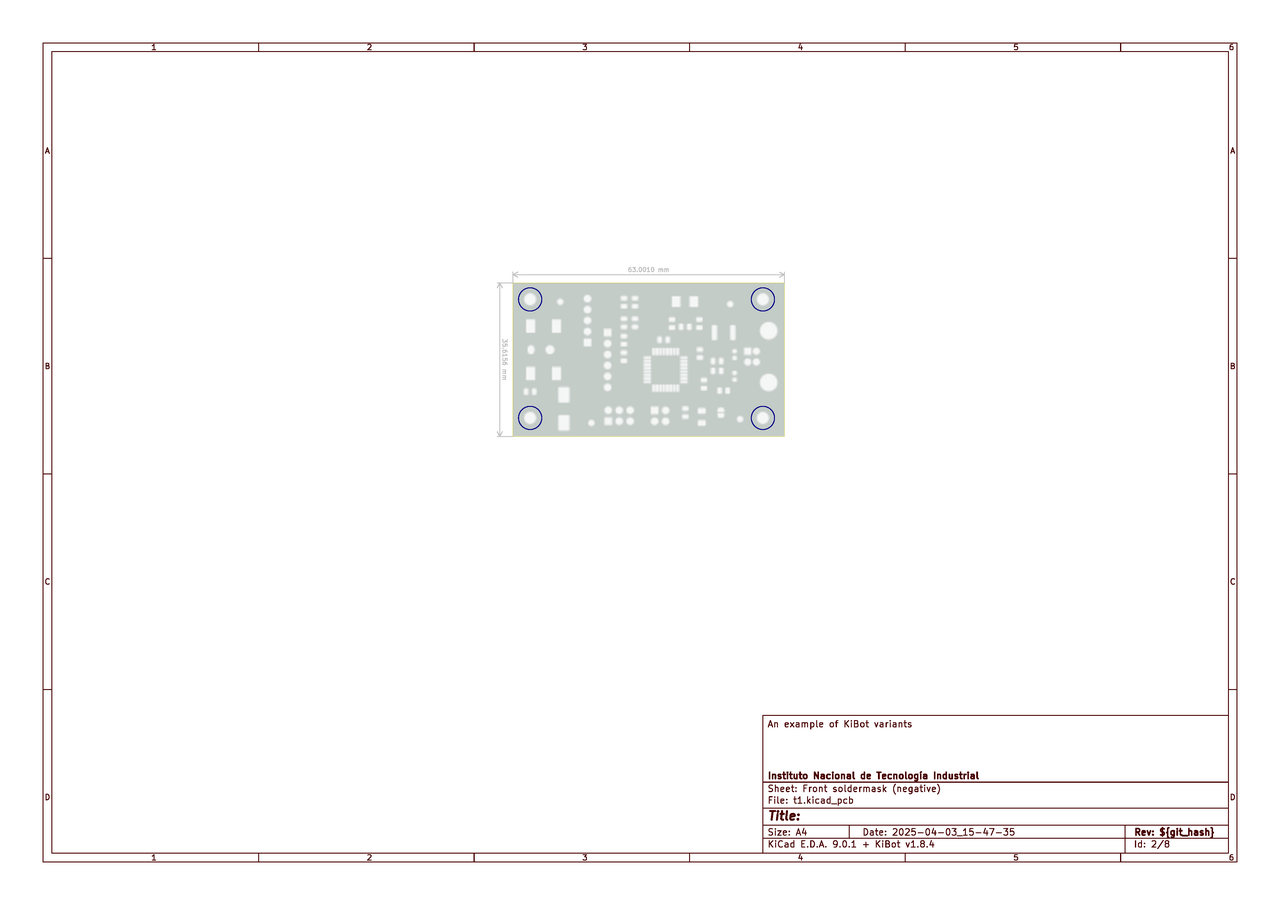 1 2 3 4 5 6
A A
63.0010 mm
35.6156 mm
B B
C C
An example of KiBot variants
Instituto Nacional de Tecnología Industrial
Sheet: Front soldermask (negative)
D D
File: t1.kicad_pcb
Title:
Size: A4 Date: 2025-04-03_15-47-35 Rev: ${git_hash}
KiCad E.D.A. 9.0.1 + KiBot v1.8.4 Id: 2/8
1 2 3 4 5 6